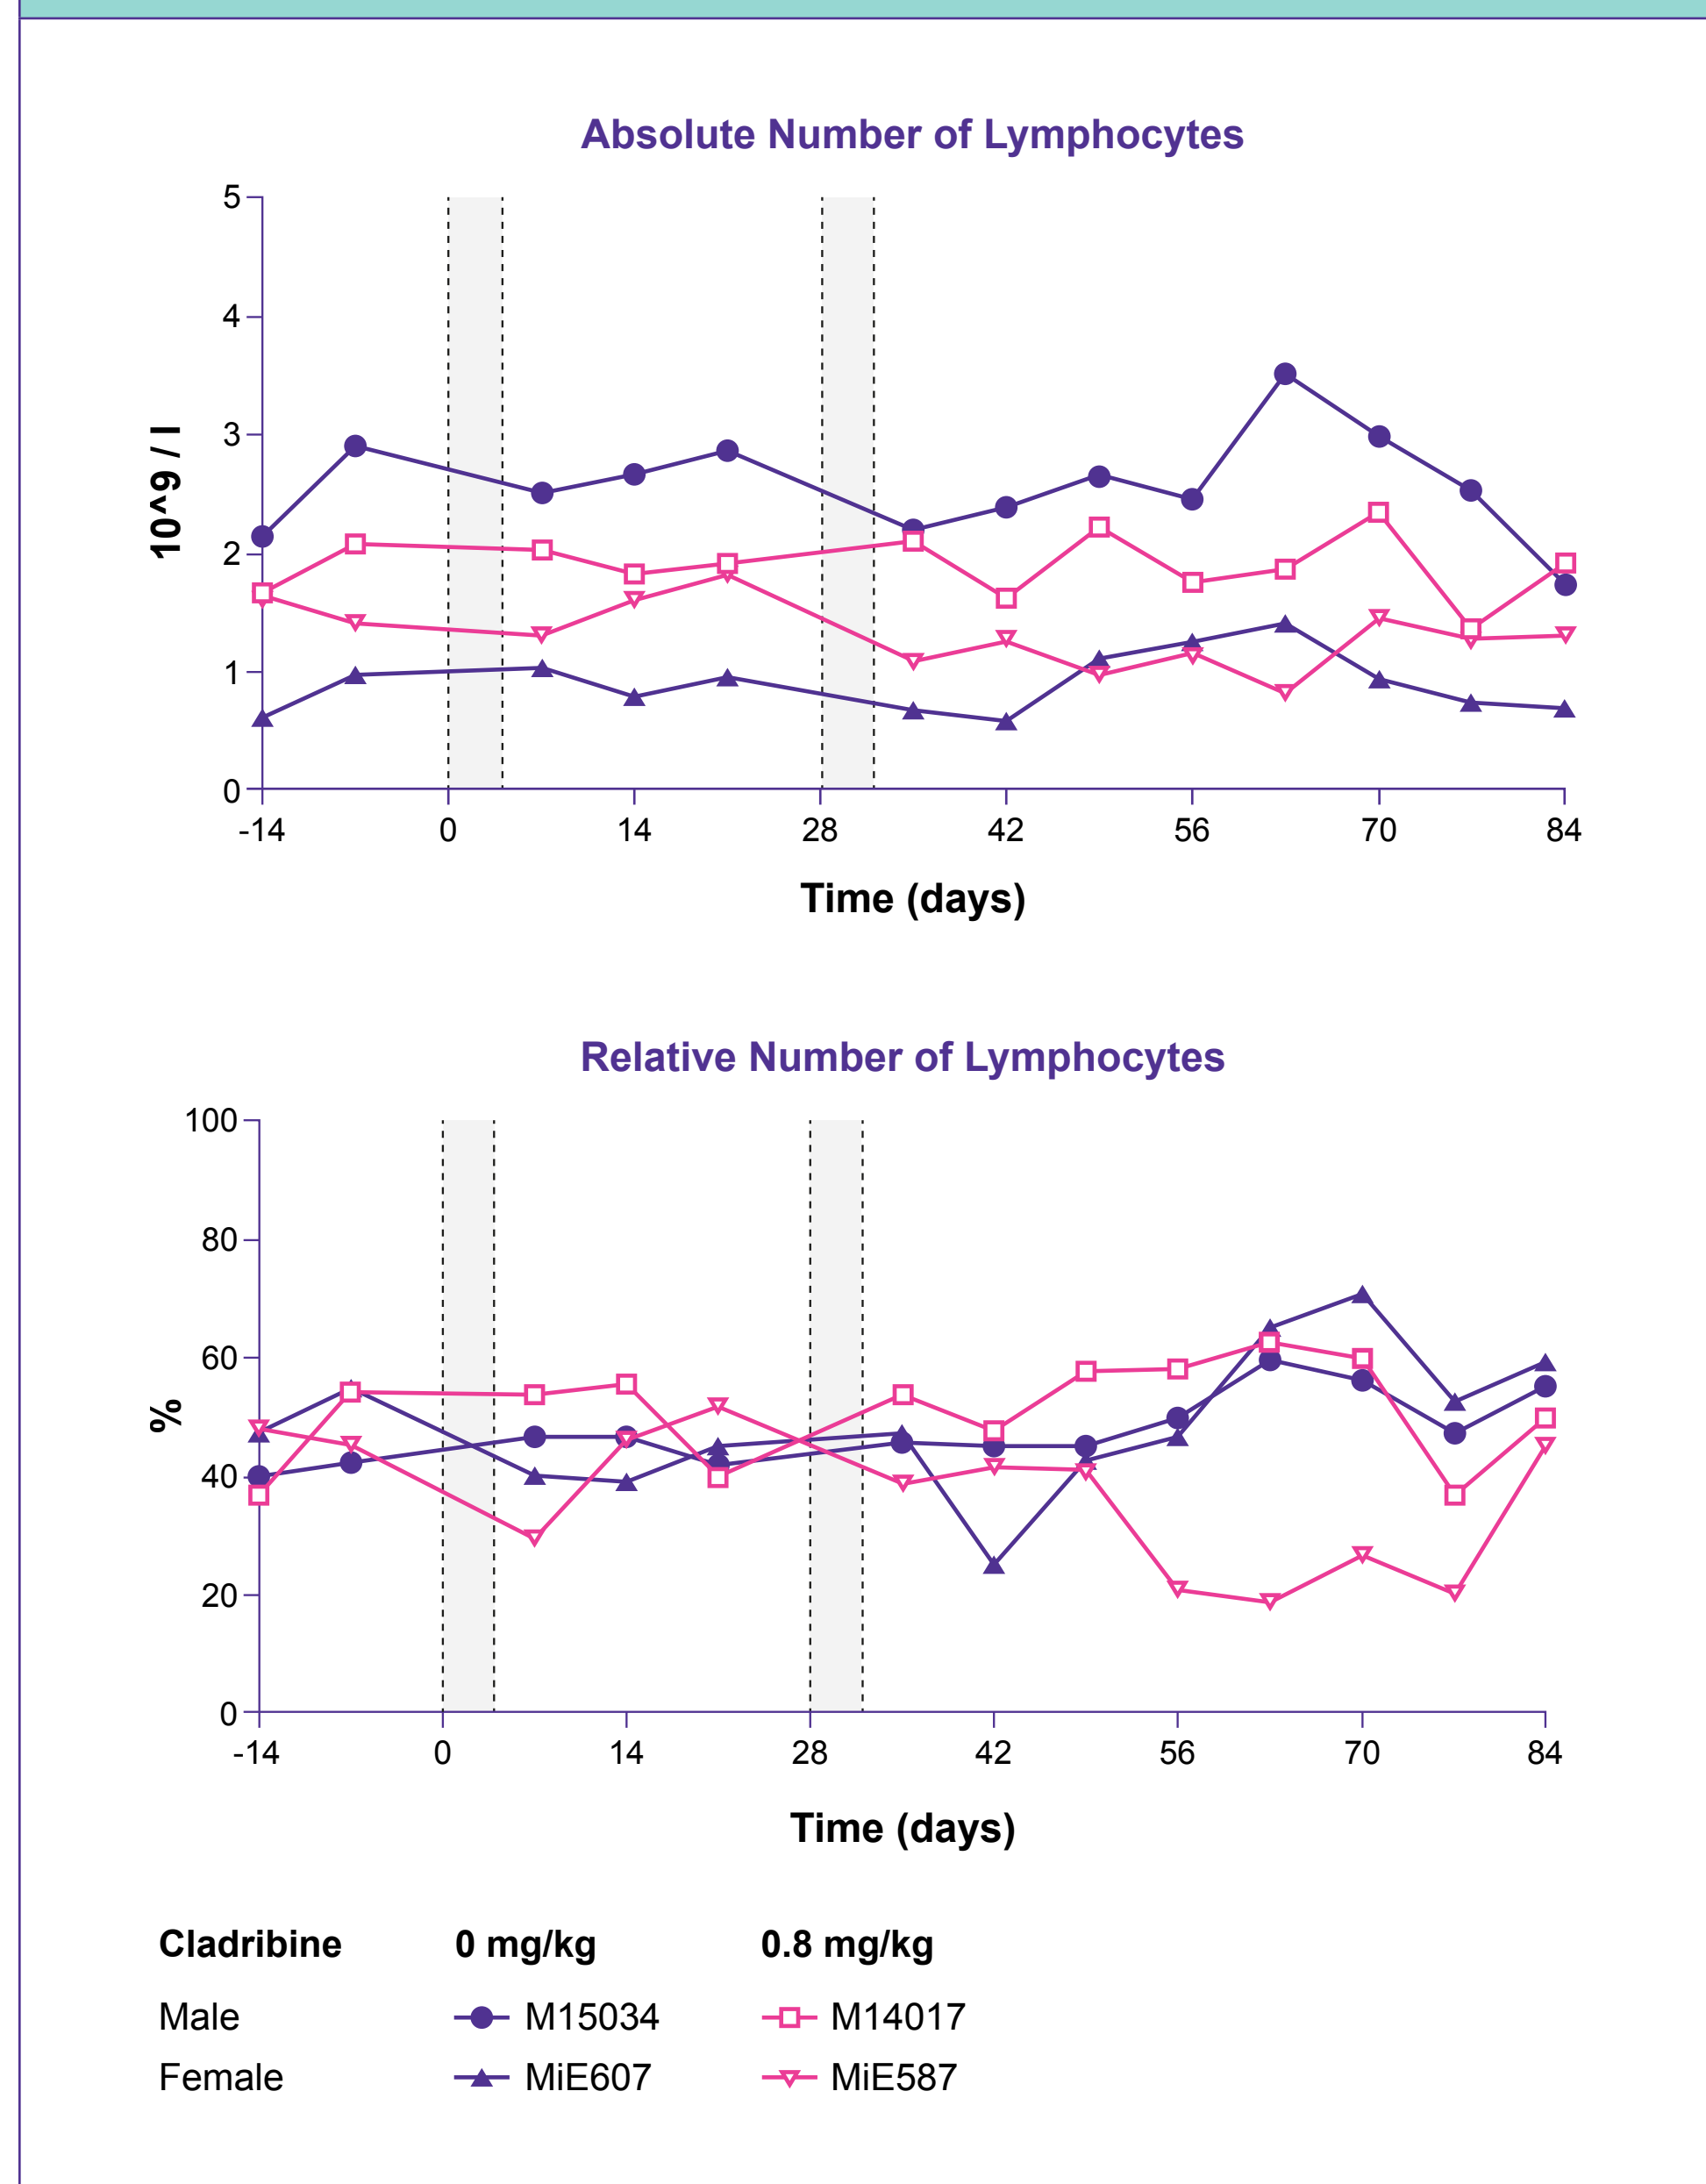 Absolute Number of Lymphocytes
5
4
3
2
1
0
10^9 / l
-14 0 14 28 42 56 70 84
Time (days)
Relative Number of Lymphocytes
100
80
60
40
20
0
%
-14 0 14 28 42 56 70 84
Time (days)
Cladribine 0 mg/kg 0.8 mg/kg
Male M15034 M14017
Female MiE607 MiE587